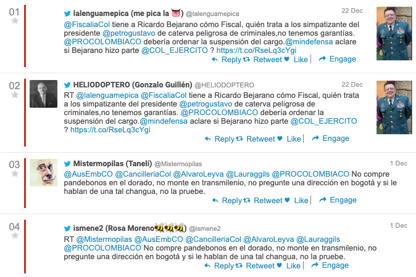 01
lalenguamepica (me pica la 👅) @lalenguamepica
22 Dec
@FiscaliaCol tiene a Ricardo Bejarano cómo Fiscal, quién trata a los simpatizante del
presidente @petrogustavo de caterva peligrosa de criminales,no tenemos garantías.
@PROCOLOMBIACO debería ordenar la suspensión del cargo.@mindefensa aclare
si Bejarano hizo parte @COL_EJERCITO ? https://t.co/RseLq3cYgi
Reply Retweet Like Engage
02
HELIODOPTERO (Gonzalo Guillén) @HELIODOPTERO
22 Dec
RT @lalenguamepica @FiscaliaCol tiene a Ricardo Bejarano cómo Fiscal, quién trata
a los simpatizante del presidente @petrogustavo de caterva peligrosa de
criminales,no tenemos garantías. @PROCOLOMBIACO debería ordenar la
suspensión del cargo.@mindefensa aclare si Bejarano hizo parte @COL_EJERCITO
? https://t.co/RseLq3cYgi
Reply Retweet Like Engage
03
Mistermopilas (Taneli) @Mistermopilas
1 Dec
@AusEmbCO @CancilleriaCol @AlvaroLeyva @Lauraggils @PROCOLOMBIACO No compre
pandebonos en el dorado, no monte en transmilenio, no pregunte una dirección en bogotá y si le
hablan de una tal changua, no la pruebe.
Reply Retweet Like Engage
04
ismene2 (Rosa Moreno🐝🐝🐝) @ismene2
1 Dec
RT @Mistermopilas @AusEmbCO @CancilleriaCol @AlvaroLeyva @Lauraggils
@PROCOLOMBIACO No compre pandebonos en el dorado, no monte en transmilenio, no
pregunte una dirección en bogotá y si le hablan de una tal changua, no la pruebe.
Reply Retweet Like Engage